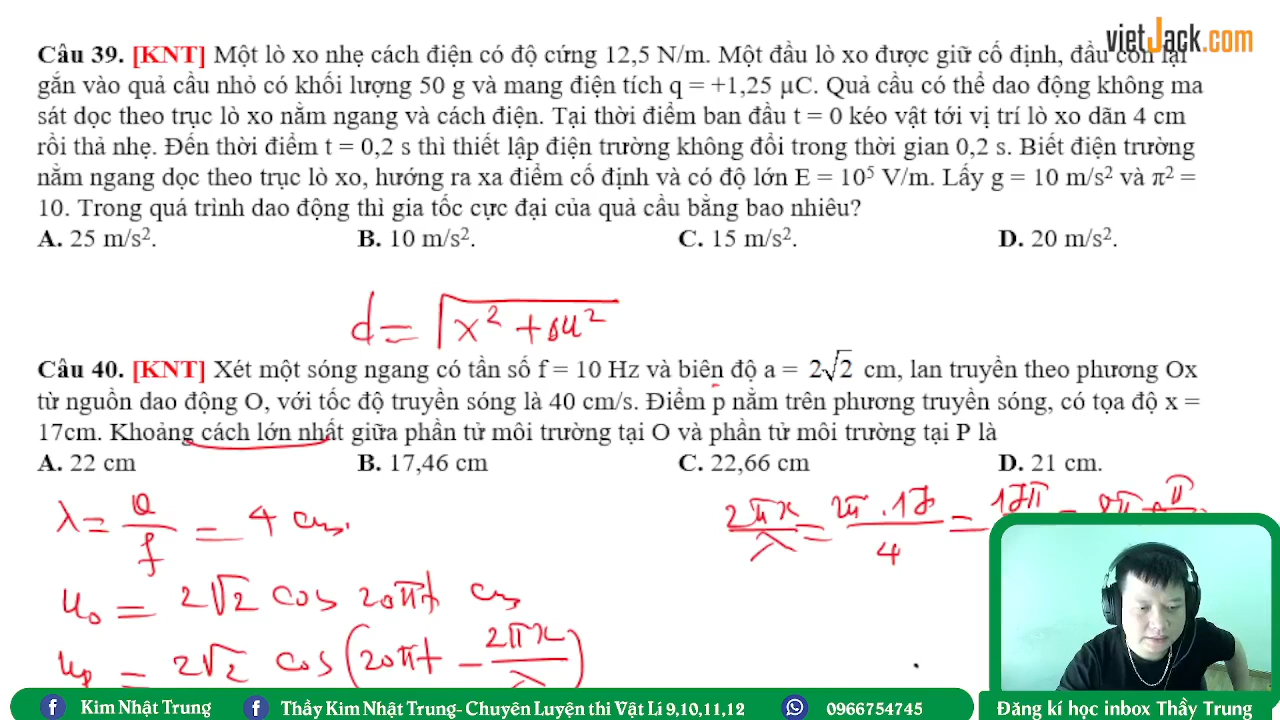 vietJack.com
Câu 39. [KNT] Một lò xo nhẹ cách điện có độ cứng 12,5 N/m. Một đầu lò xo được giữ cố định, đầu còn lại
gắn vào quả cầu nhỏ có khối lượng 50 g và mang điện tích q = +1,25 μC. Quả cầu có thể dao động không ma
sát dọc theo trục lò xo nằm ngang và cách điện. Tại thời điểm ban đầu t = 0 kéo vật tới vị trí lò xo dãn 4 cm
rồi thả nhẹ. Đến thời điểm t = 0,2 s thì thiết lập điện trường không đổi trong thời gian 0,2 s. Biết điện trường
nằm ngang dọc theo trục lò xo, hướng ra xa điểm cố định và có độ lớn E = 10⁵ V/m. Lấy g = 10 m/s² và π² =
10. Trong quá trình dao động thì gia tốc cực đại của quả cầu bằng bao nhiêu?
A. 25 m/s². B. 10 m/s². C. 15 m/s². D. 20 m/s².
d = √(x² + Δu²)
Câu 40. [KNT] Xét một sóng ngang có tần số f = 10 Hz và biên độ a = 2√2 cm, lan truyền theo phương Ox
từ nguồn dao động O, với tốc độ truyền sóng là 40 cm/s. Điểm p nằm trên phương truyền sóng, có tọa độ x =
17cm. Khoảng cách lớn nhất giữa phần tử môi trường tại O và phần tử môi trường tại P là
A. 22 cm B. 17,46 cm C. 22,66 cm D. 21 cm.
λ = v/f = 4 cm. 2πx/λ = 2π.17/4 = 17π = 8π + π
u₀ = 2√2 cos 20πt cm
uₚ = 2√2 cos(20πt - 2πx/λ)
Kim Nhật Trung Thầy Kim Nhật Trung- Chuyên Luyện thi Vật Lí 9,10,11,12 0966754745 Đăng kí học inbox Thầy Trung